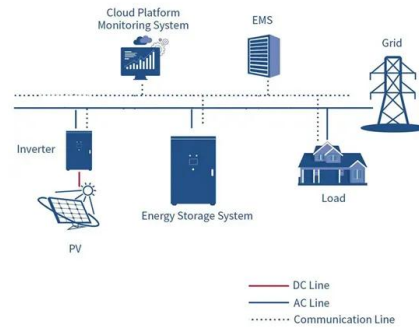 Cloud Platform
Monitoring System
EMS
Grid
Inverter
Energy Storage System
Load
PV
DC Line
AC Line
Communication Line